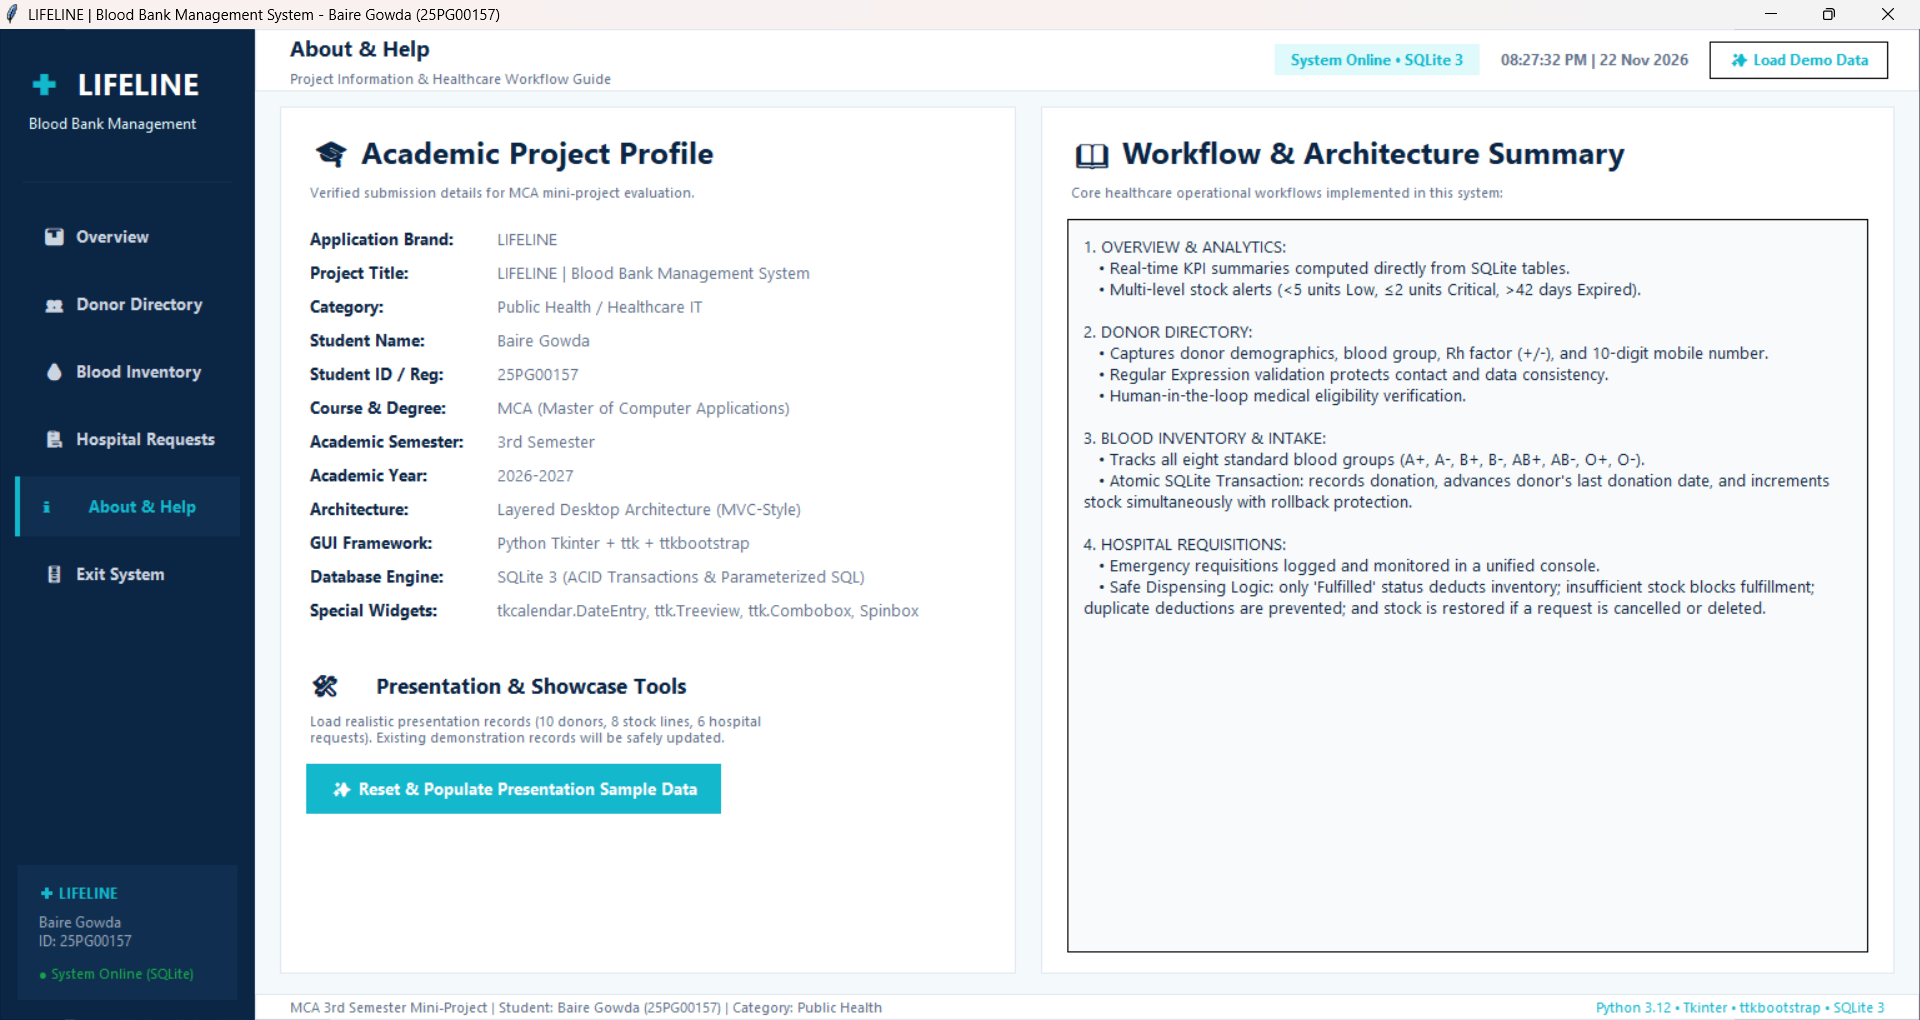 LIFELINE | Blood Bank Management System - Baire Gowda (25PG00157)
LIFELINE
Blood Bank Management
Overview
Donor Directory
Blood Inventory
Hospital Requests
About & Help
Exit System
LIFELINE
Baire Gowda
ID: 25PG00157
● System Online (SQLite)
About & Help
Project Information & Healthcare Workflow Guide
System Online • SQLite 3
08:27:32 PM | 22 Nov 2026
Load Demo Data
Academic Project Profile
Verified submission details for MCA mini-project evaluation.
Application Brand: LIFELINE
Project Title: LIFELINE | Blood Bank Management System
Category: Public Health / Healthcare IT
Student Name: Baire Gowda
Student ID / Reg: 25PG00157
Course & Degree: MCA (Master of Computer Applications)
Academic Semester: 3rd Semester
Academic Year: 2026-2027
Architecture: Layered Desktop Architecture (MVC-Style)
GUI Framework: Python Tkinter + ttk + ttkbootstrap
Database Engine: SQLite 3 (ACID Transactions & Parameterized SQL)
Special Widgets: tkcalendar.DateEntry, ttk.Treeview, ttk.Combobox, Spinbox
Presentation & Showcase Tools
Load realistic presentation records (10 donors, 8 stock lines, 6 hospital
requests). Existing demonstration records will be safely updated.
Reset & Populate Presentation Sample Data
Workflow & Architecture Summary
Core healthcare operational workflows implemented in this system:
1. OVERVIEW & ANALYTICS:
• Real-time KPI summaries computed directly from SQLite tables.
• Multi-level stock alerts (<5 units Low, ≤2 units Critical, >42 days Expired).
2. DONOR DIRECTORY:
• Captures donor demographics, blood group, Rh factor (+/-), and 10-digit mobile number.
• Regular Expression validation protects contact and data consistency.
• Human-in-the-loop medical eligibility verification.
3. BLOOD INVENTORY & INTAKE:
• Tracks all eight standard blood groups (A+, A-, B+, B-, AB+, AB-, O+, O-).
• Atomic SQLite Transaction: records donation, advances donor's last donation date, and increments
stock simultaneously with rollback protection.
4. HOSPITAL REQUISITIONS:
• Emergency requisitions logged and monitored in a unified console.
• Safe Dispensing Logic: only 'Fulfilled' status deducts inventory; insufficient stock blocks fulfillment;
duplicate deductions are prevented; and stock is restored if a request is cancelled or deleted.
MCA 3rd Semester Mini-Project | Student: Baire Gowda (25PG00157) | Category: Public Health
Python 3.12 • Tkinter • ttkbootstrap • SQLite 3